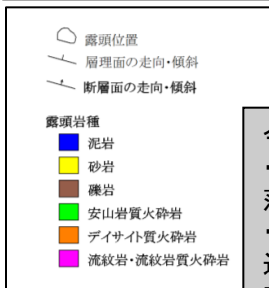 露頭位置
層理面の走向・傾斜
断層面の走向・傾斜
露頭岩種
泥岩
砂岩
礫岩
安山岩質火砕岩
デイサイト質火砕岩
流紋岩・流紋岩質火砕岩